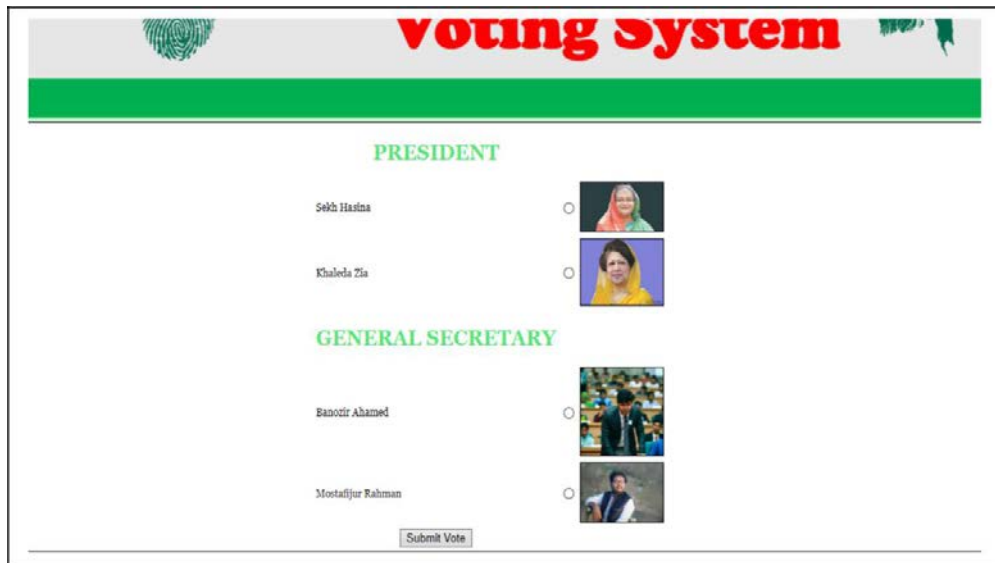 Voting System
PRESIDENT
Sekh Hasina
Khaleda Zia
GENERAL SECRETARY
Banozir Ahamed
Mostafijur Rahman
Submit Vote